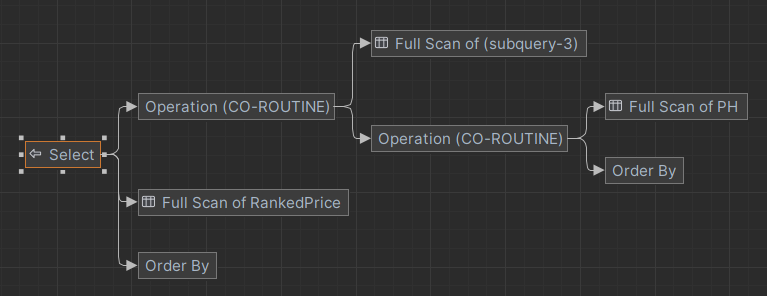 Full Scan of (subquery-3)
Operation (CO-ROUTINE)
Full Scan of PH
Operation (CO-ROUTINE)
Select
Order By
Full Scan of RankedPrice
Order By